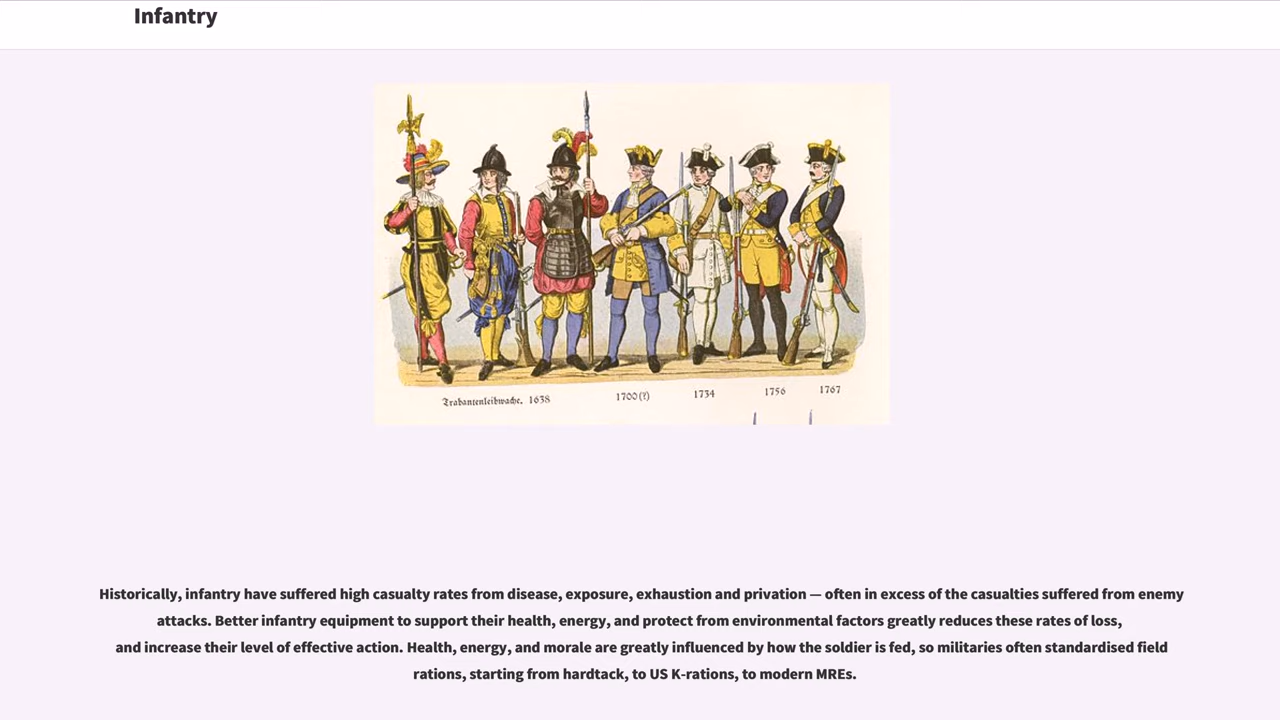 Infantry
Trabantenleibwache, 1638
1700(?)
1734
1756
1767
Historically, infantry have suffered high casualty rates from disease, exposure, exhaustion and privation — often in excess of the casualties suffered from enemy
attacks. Better infantry equipment to support their health, energy, and protect from environmental factors greatly reduces these rates of loss,
and increase their level of effective action. Health, energy, and morale are greatly influenced by how the soldier is fed, so militaries often standardised field
rations, starting from hardtack, to US K-rations, to modern MREs.